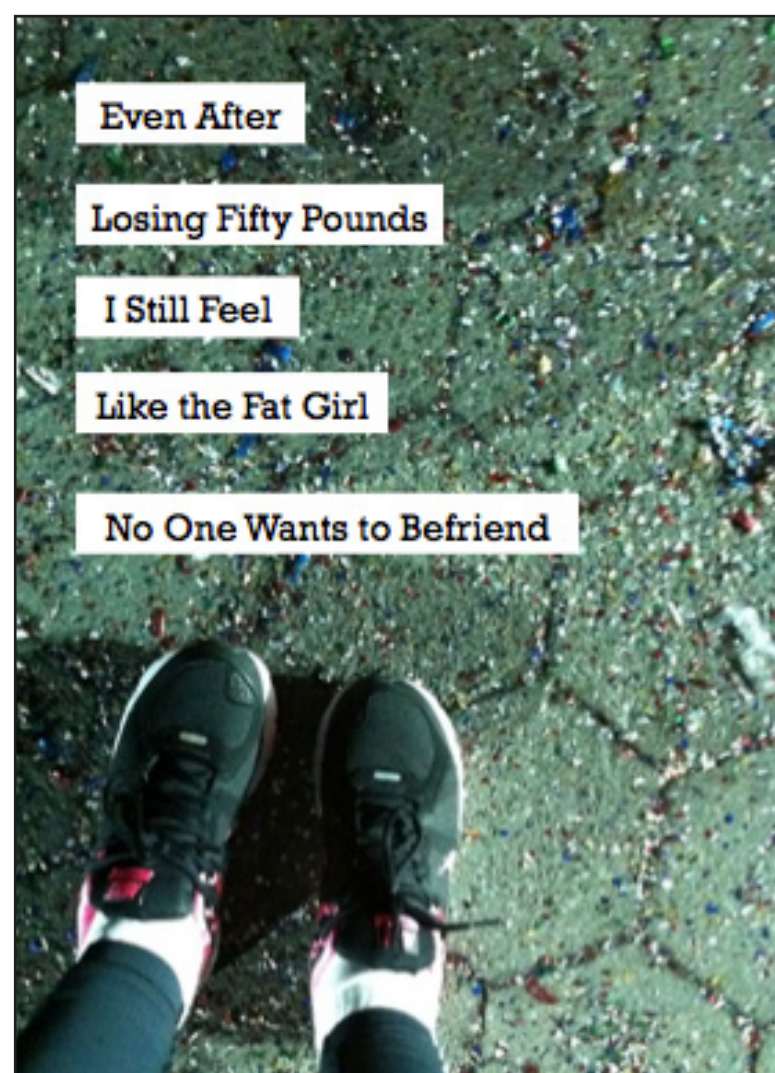 Even After
Losing Fifty Pounds
I Still Feel
Like the Fat Girl
No One Wants to Befriend